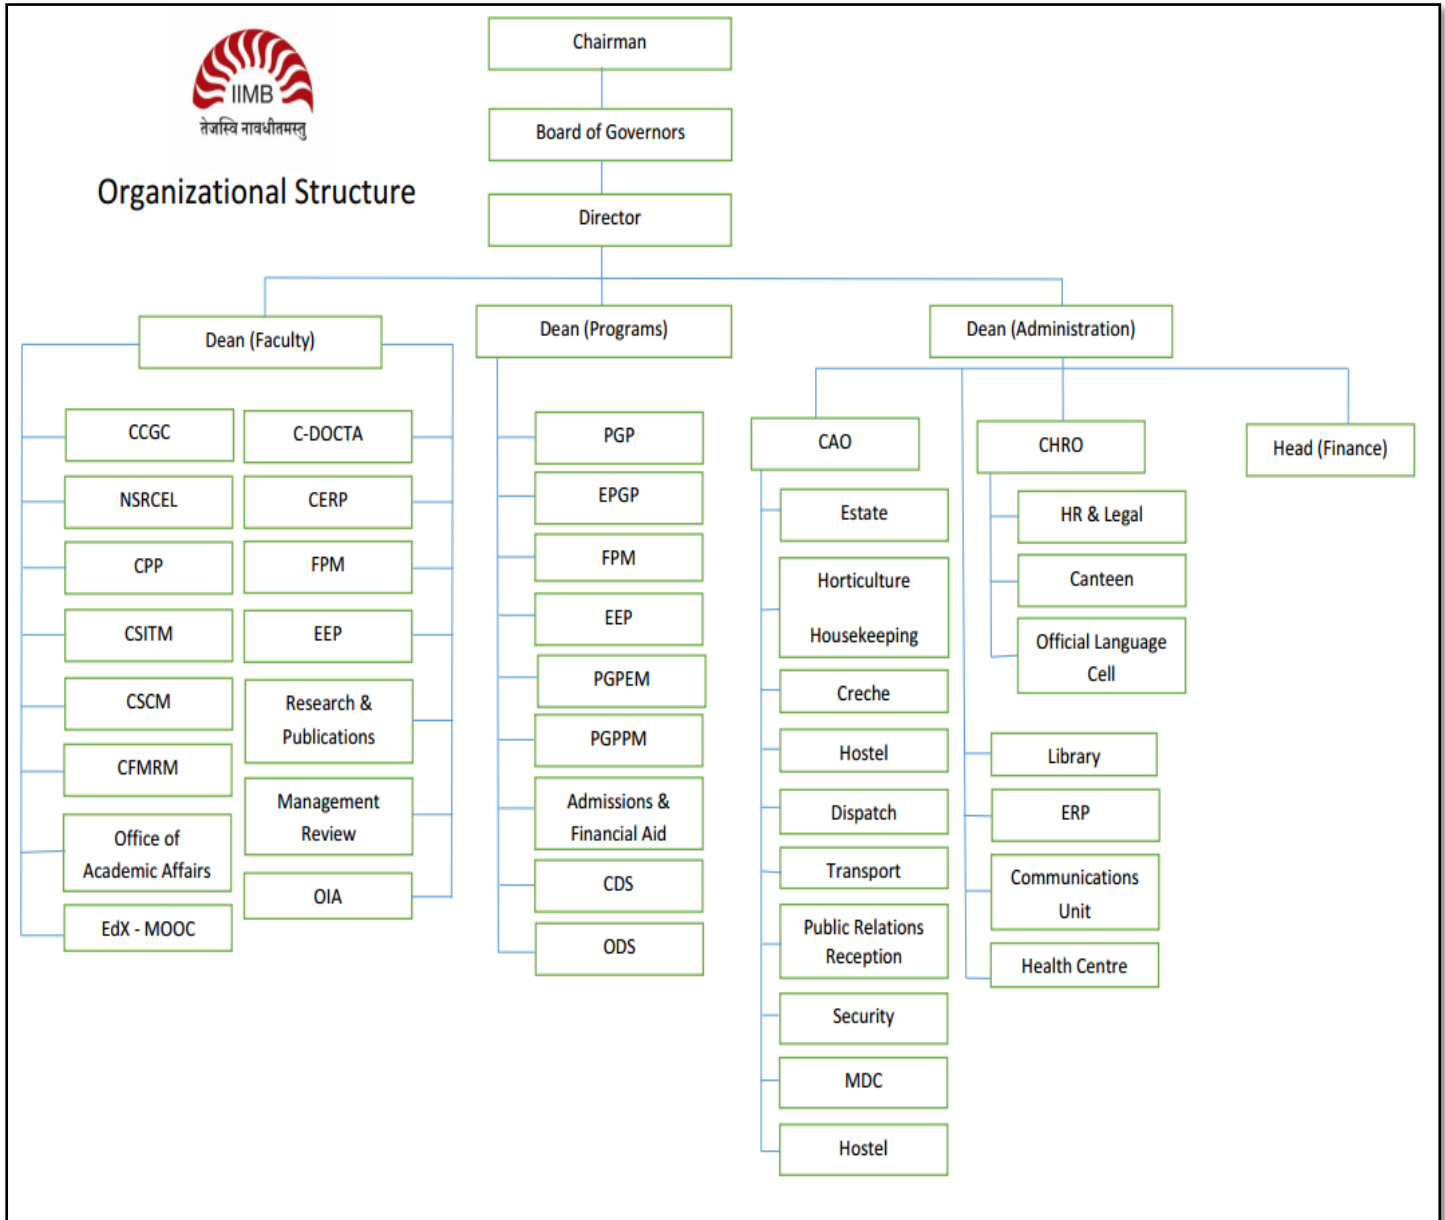 IIMB
तेजस्वि नावधीतमस्तु
Organizational Structure
Chairman
Board of Governors
Director
Dean (Faculty)
Dean (Programs)
Dean (Administration)
CCGC
NSRCEL
CPP
CSITM
CSCM
CFMRM
Office of
Academic Affairs
EdX - MOOC
C-DOCTA
CERP
FPM
EEP
Research &
Publications
Management
Review
OIA
PGP
EPGP
FPM
EEP
PGPEM
PGPPM
Admissions &
Financial Aid
CDS
ODS
CAO
Estate
Horticulture
Housekeeping
Creche
Hostel
Dispatch
Transport
Public Relations
Reception
Security
MDC
Hostel
CHRO
HR & Legal
Canteen
Official Language
Cell
Library
ERP
Communications
Unit
Health Centre
Head (Finance)